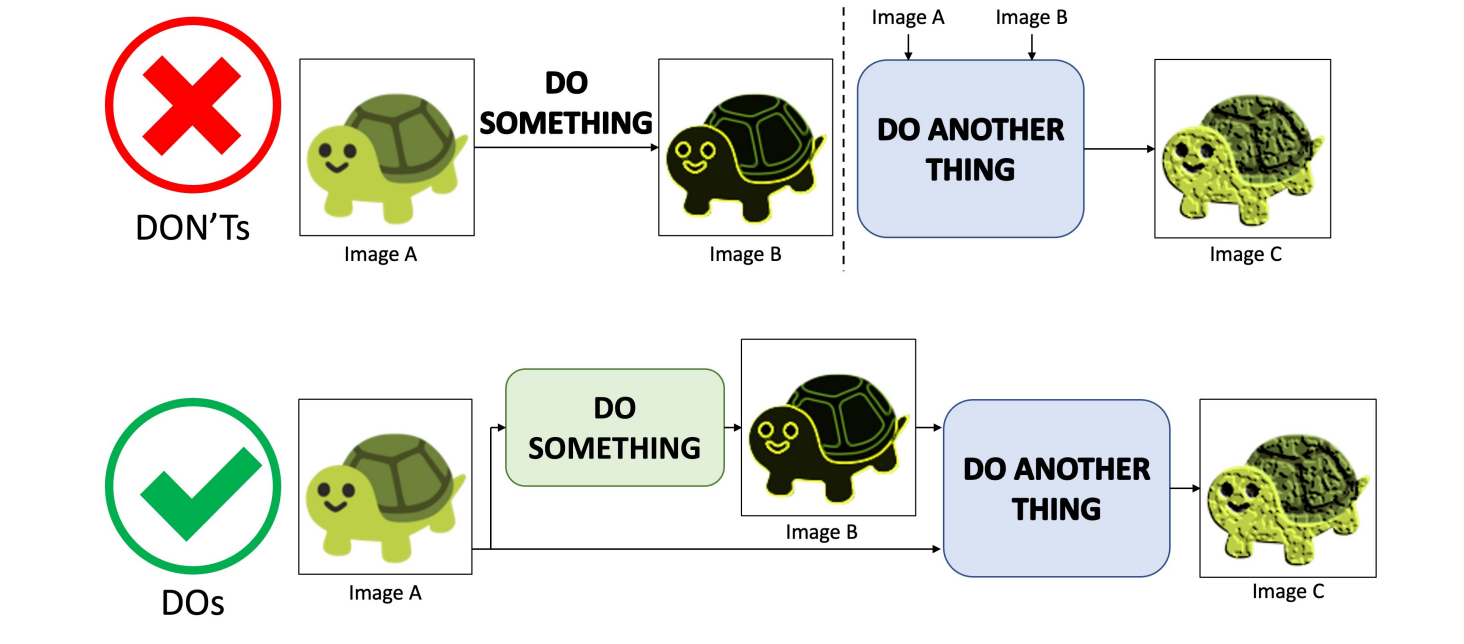 Image A
Image B
DO
SOMETHING
DO ANOTHER
THING
DON'Ts
Image A
Image B
Image C
DO
SOMETHING
DO ANOTHER
THING
Image B
DOs
Image A
Image C